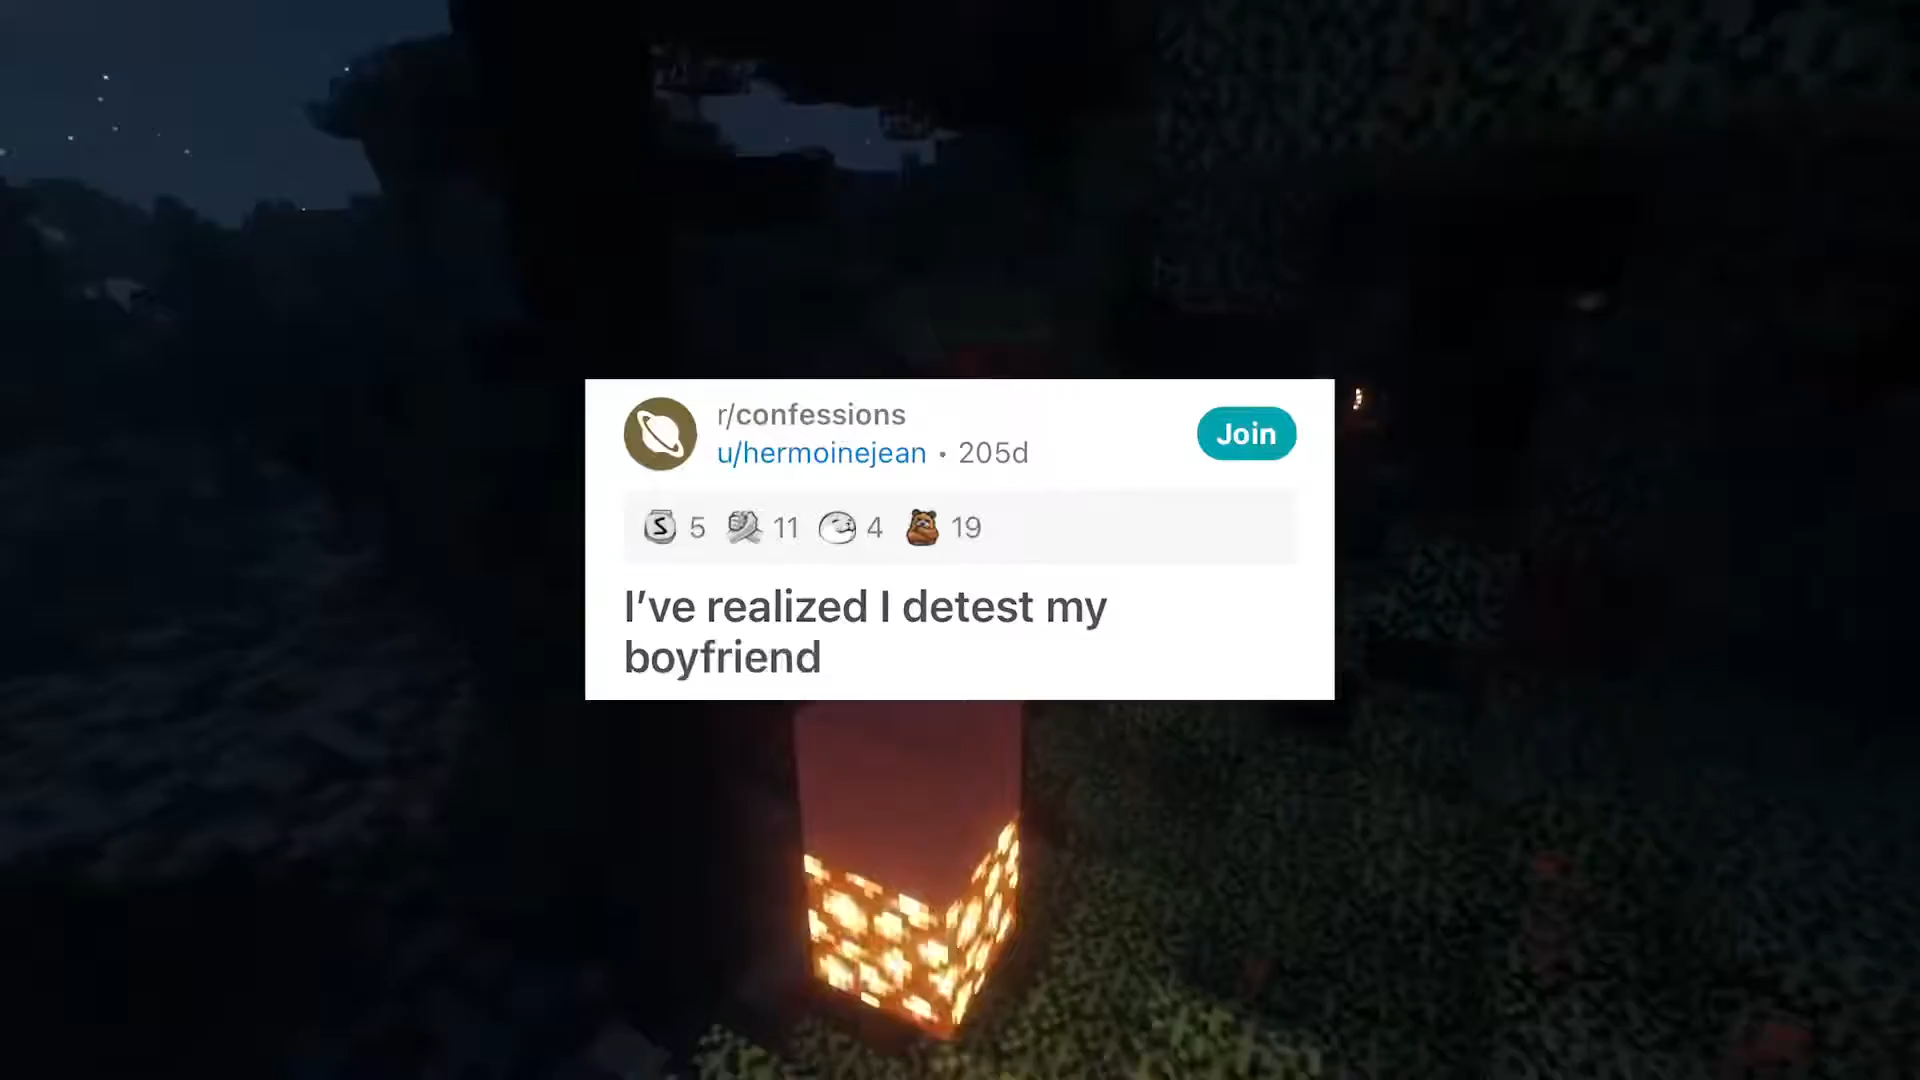 r/confessions
u/hermoinejean • 205d
Join
S 5 11 4 19
I've realized I detest my
boyfriend